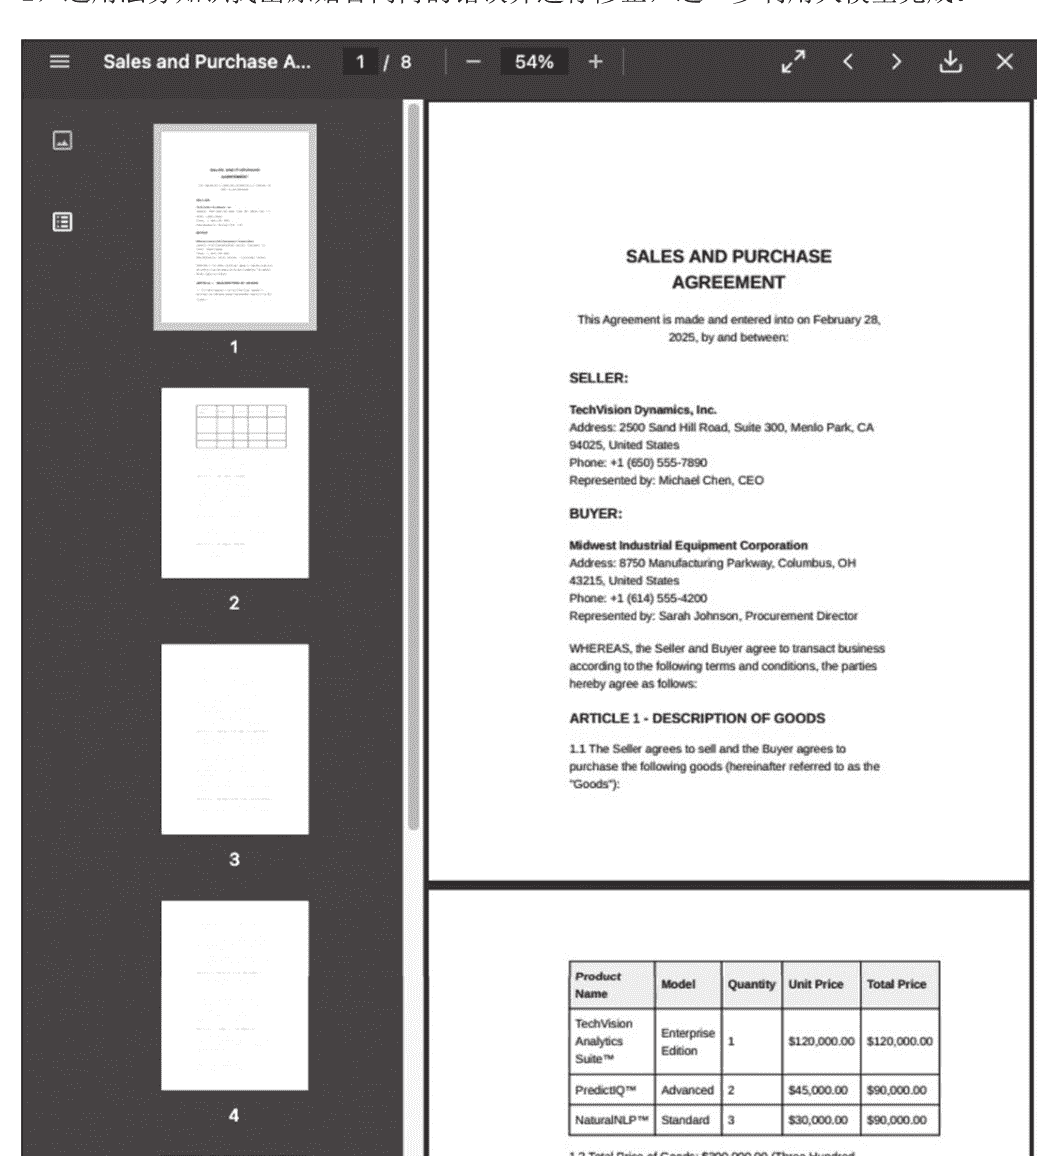 Sales and Purchase A... 1 / 8 54%
1
2
3
4
SALES AND PURCHASE
AGREEMENT
This Agreement is made and entered into on February 28,
2025, by and between:
SELLER:
TechVision Dynamics, Inc.
Address: 2500 Sand Hill Road, Suite 300, Menlo Park, CA
94025, United States
Phone: +1 (650) 555-7890
Represented by: Michael Chen, CEO
BUYER:
Midwest Industrial Equipment Corporation
Address: 8750 Manufacturing Parkway, Columbus, OH
43215, United States
Phone: +1 (614) 555-4200
Represented by: Sarah Johnson, Procurement Director
WHEREAS, the Seller and Buyer agree to transact business
according to the following terms and conditions, the parties
hereby agree as follows:
ARTICLE 1 - DESCRIPTION OF GOODS
1.1 The Seller agrees to sell and the Buyer agrees to
purchase the following goods (hereinafter referred to as the
"Goods"):
Product Name Model Quantity Unit Price Total Price
TechVision Analytics Suite™ Enterprise Edition 1 $120,000.00 $120,000.00
PredictIQ™ Advanced 2 $45,000.00 $90,000.00
NaturalNLP™ Standard 3 $30,000.00 $90,000.00